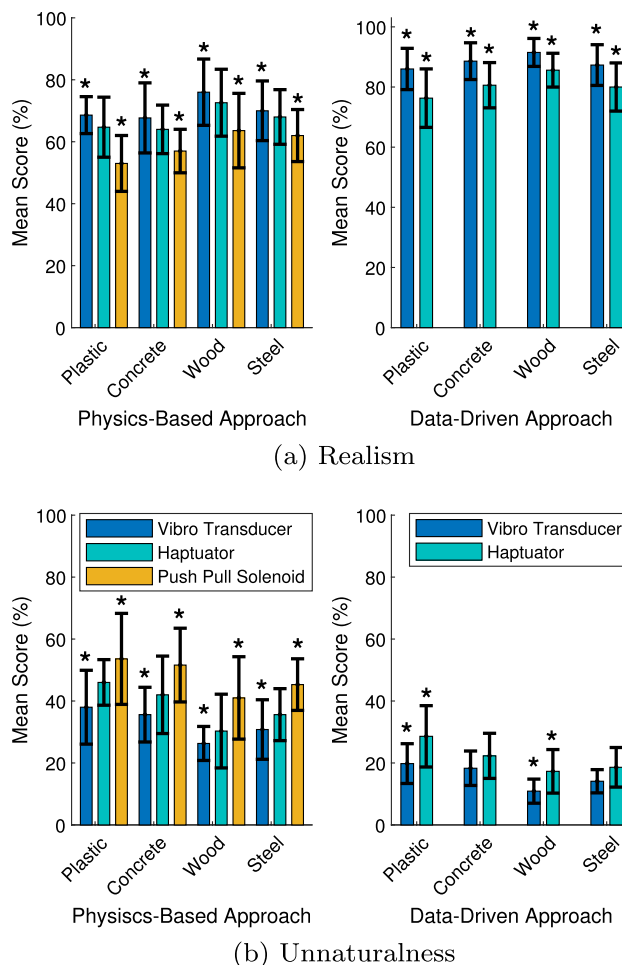 100
80
60
40
20
0
Mean Score (%)
* * * * * * * *
Plastic
Concrete
Wood
Steel
Physics-Based Approach
100
80
60
40
20
0
Mean Score (%)
* * * * * * * *
Plastic
Concrete
Wood
Steel
Data-Driven Approach
(a) Realism
100
80
60
40
20
0
Mean Score (%)
Vibro Transducer
Haptuator
Push Pull Solenoid
* * * * * * * *
Plastic
Concrete
Wood
Steel
Physiscs-Based Approach
100
80
60
40
20
0
Mean Score (%)
Vibro Transducer
Haptuator
* * * *
Plastic
Concrete
Wood
Steel
Data-Driven Approach
(b) Unnaturalness